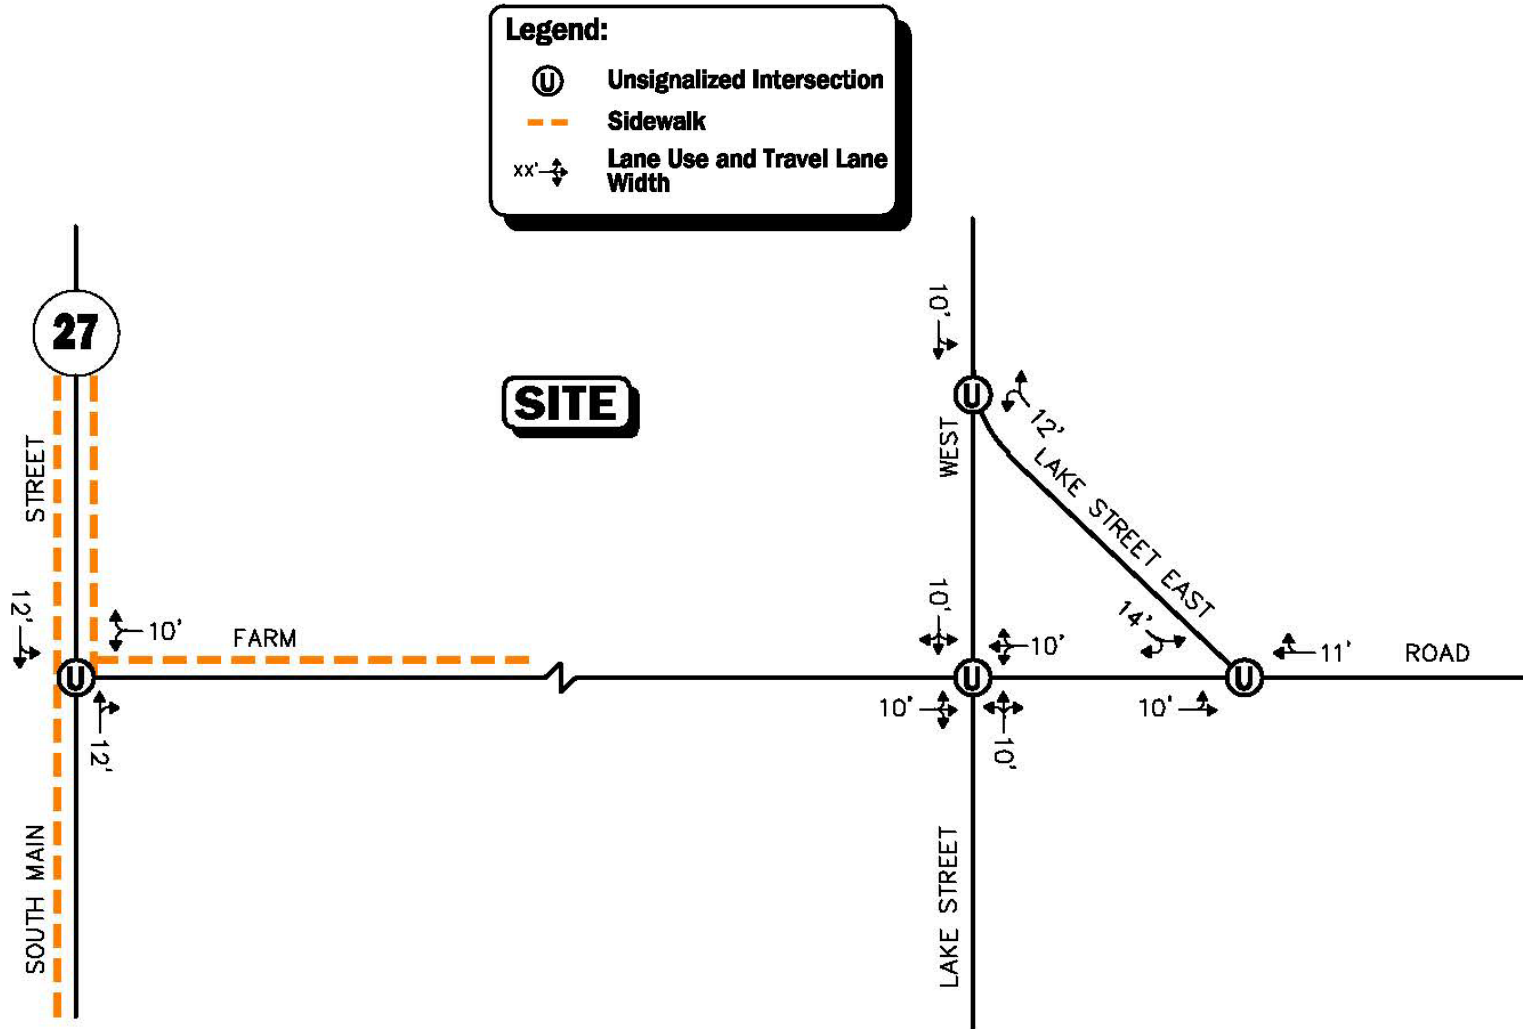 Legend:
U
Unsignalized Intersection
Sidewalk
xx'
Lane Use and Travel Lane
Width
27
SITE
10'
U
12'
WEST
LAKE STREET EAST
STREET
12'
10'
FARM
U
12'
10'
10'
U
10'
10'
14'
11'
ROAD
U
10'
SOUTH MAIN
LAKE STREET